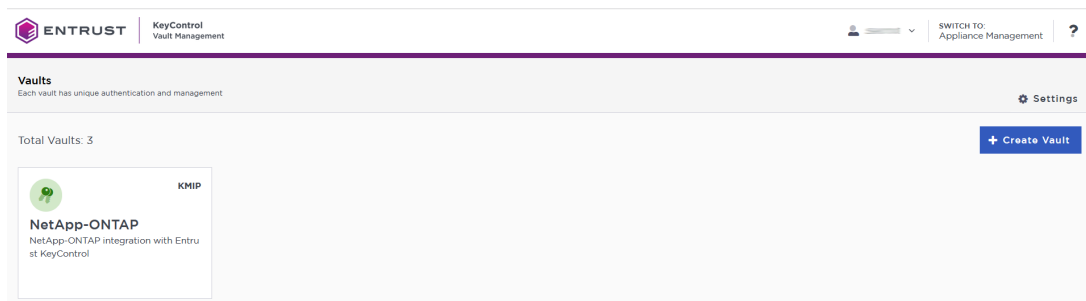 ENTRUST
KeyControl
Vault Management
SWITCH TO:
Appliance Management
?
Vaults
Each vault has unique authentication and management
Settings
Total Vaults: 3
+ Create Vault
KMIP
NetApp-ONTAP
NetApp-ONTAP integration with Entru
st KeyControl